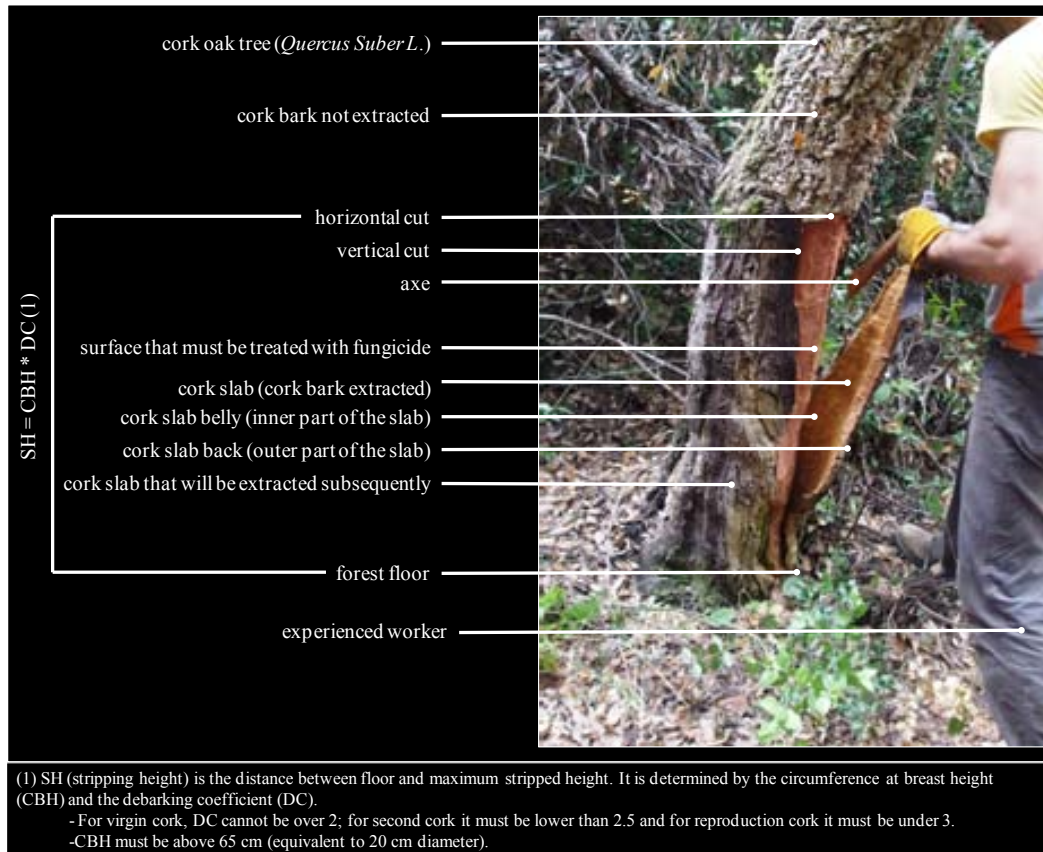 cork oak tree (Quercus Suber L.)
cork bark not extracted
horizontal cut
vertical cut
axe
surface that must be treated with fungicide
cork slab (cork bark extracted)
cork slab belly (inner part of the slab)
cork slab back (outer part of the slab)
cork slab that will be extracted subsequently
forest floor
experienced worker
SH = CBH * DC (1)
(1) SH (stripping height) is the distance between floor and maximum stripped height. It is determined by the circumference at breast height
(CBH) and the debarking coefficient (DC).
- For virgin cork, DC cannot be over 2; for second cork it must be lower than 2.5 and for reproduction cork it must be under 3.
-CBH must be above 65 cm (equivalent to 20 cm diameter).